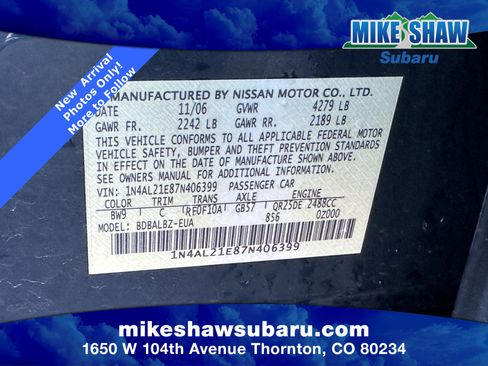 MIKE SHAW
Subaru
New Arrival
Photos Only!
More to Come!
MANUFACTURED BY NISSAN MOTOR CO., LTD.
DATE 11/06 GVWR 4279 LB
GAWR FR. 2242 LB GAWR RR. 2189 LB
THIS VEHICLE CONFORMS TO ALL APPLICABLE FEDERAL MOTOR
VEHICLE SAFETY, BUMPER AND THEFT PREVENTION STANDARDS
IN EFFECT ON THE DATE OF MANUFACTURE SHOWN ABOVE.
SEE OWNERS MANUAL FOR ADDITIONAL INFORMATION.
VIN: 1N4AL21E87N406399 PASSENGER CAR
COLOR TRIM TRANS AXLE ENGINE
BW9 C RE0F10A GB57 QR25DE 2488CC
MODEL: BDBALBZ-EUA 856 0Z000
1N4AL21E87N406399
mikeshawsubaru.com
1650 W 104th Avenue Thornton, CO 80234